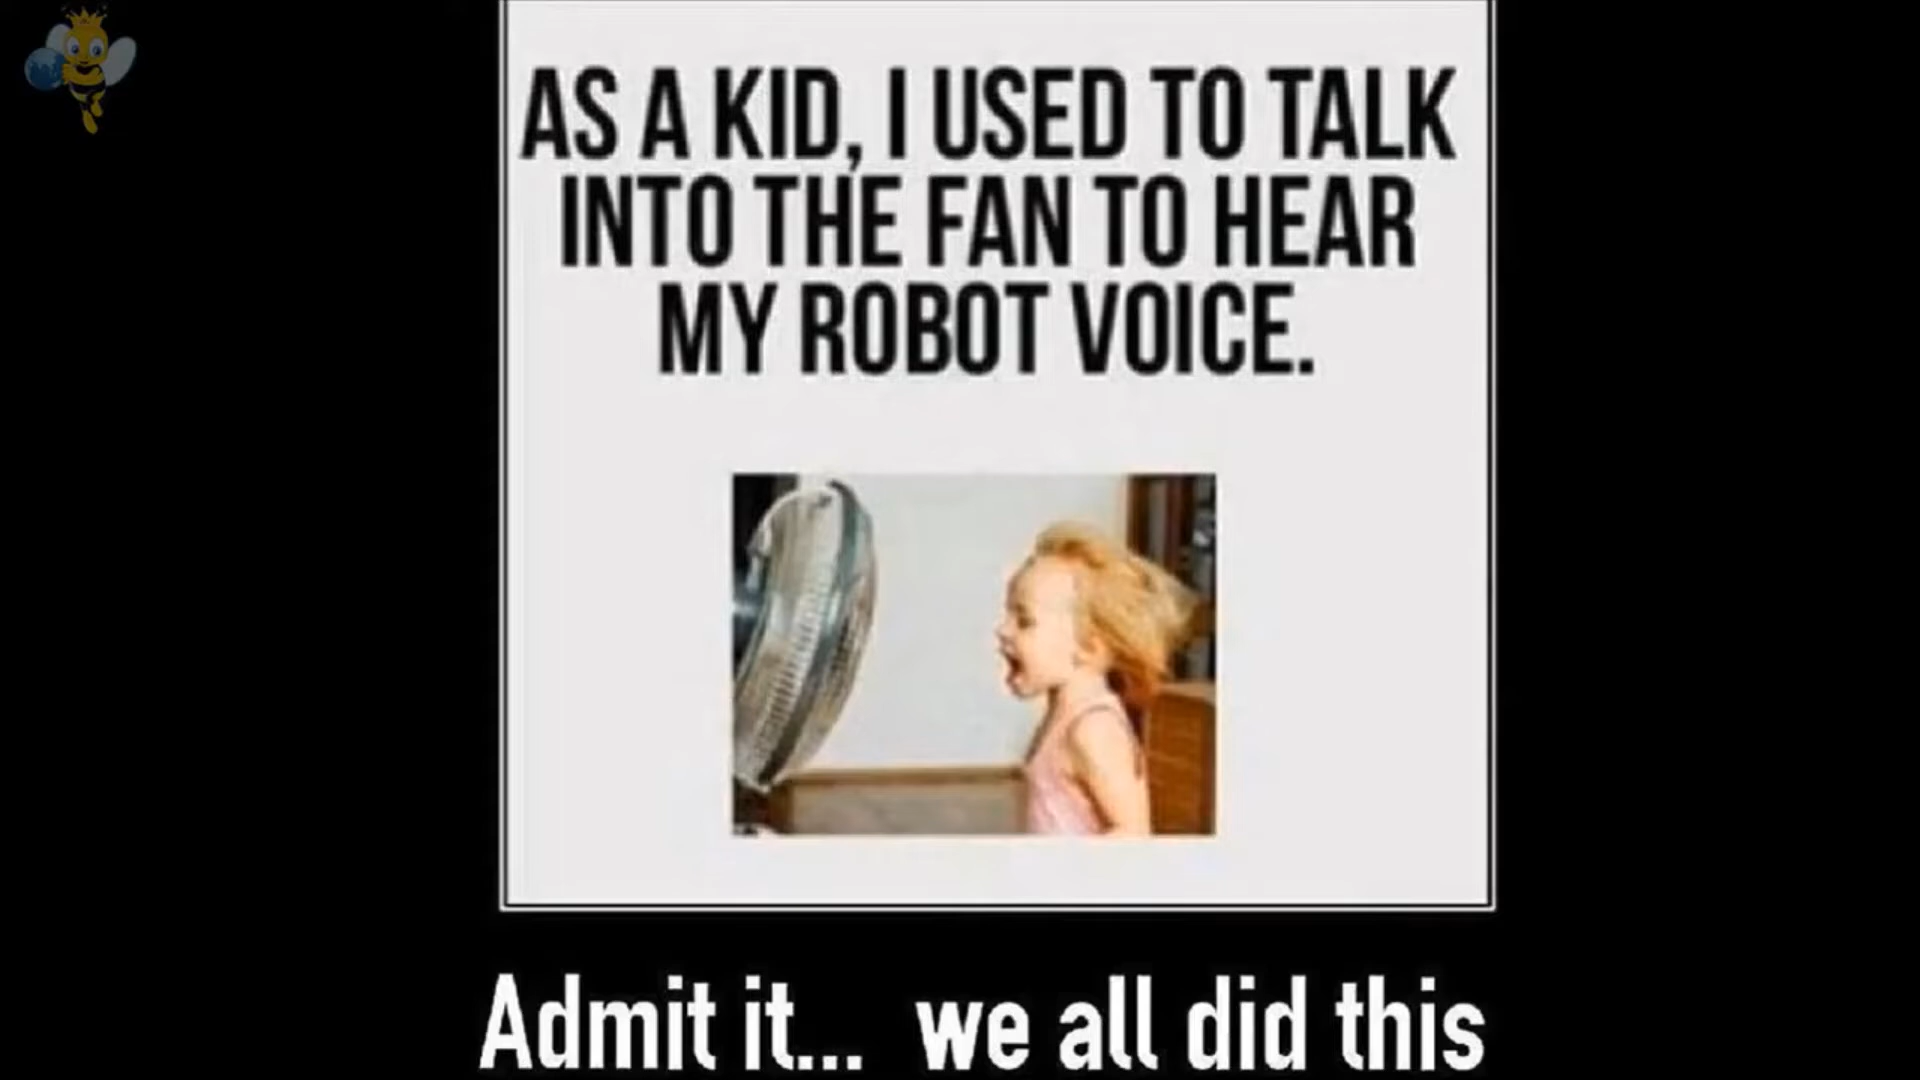 AS A KID, I USED TO TALK
INTO THE FAN TO HEAR
MY ROBOT VOICE.
Admit it... we all did this